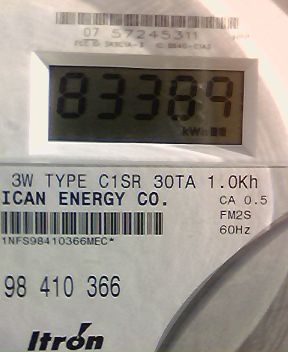 07 57245311
83389
kWh
3W TYPE C1SR 30TA 1.0Kh
ICAN ENERGY CO.
CA 0.5
FM2S
60Hz
1NFS98410366MEC*
98 410 366
Itron